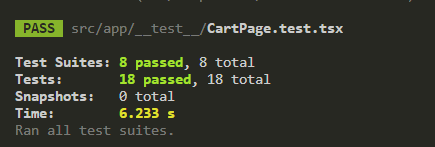 PASS src/app/__test__/CartPage.test.tsx
Test Suites: 8 passed, 8 total
Tests: 18 passed, 18 total
Snapshots: 0 total
Time: 6.233 s
Ran all test suites.